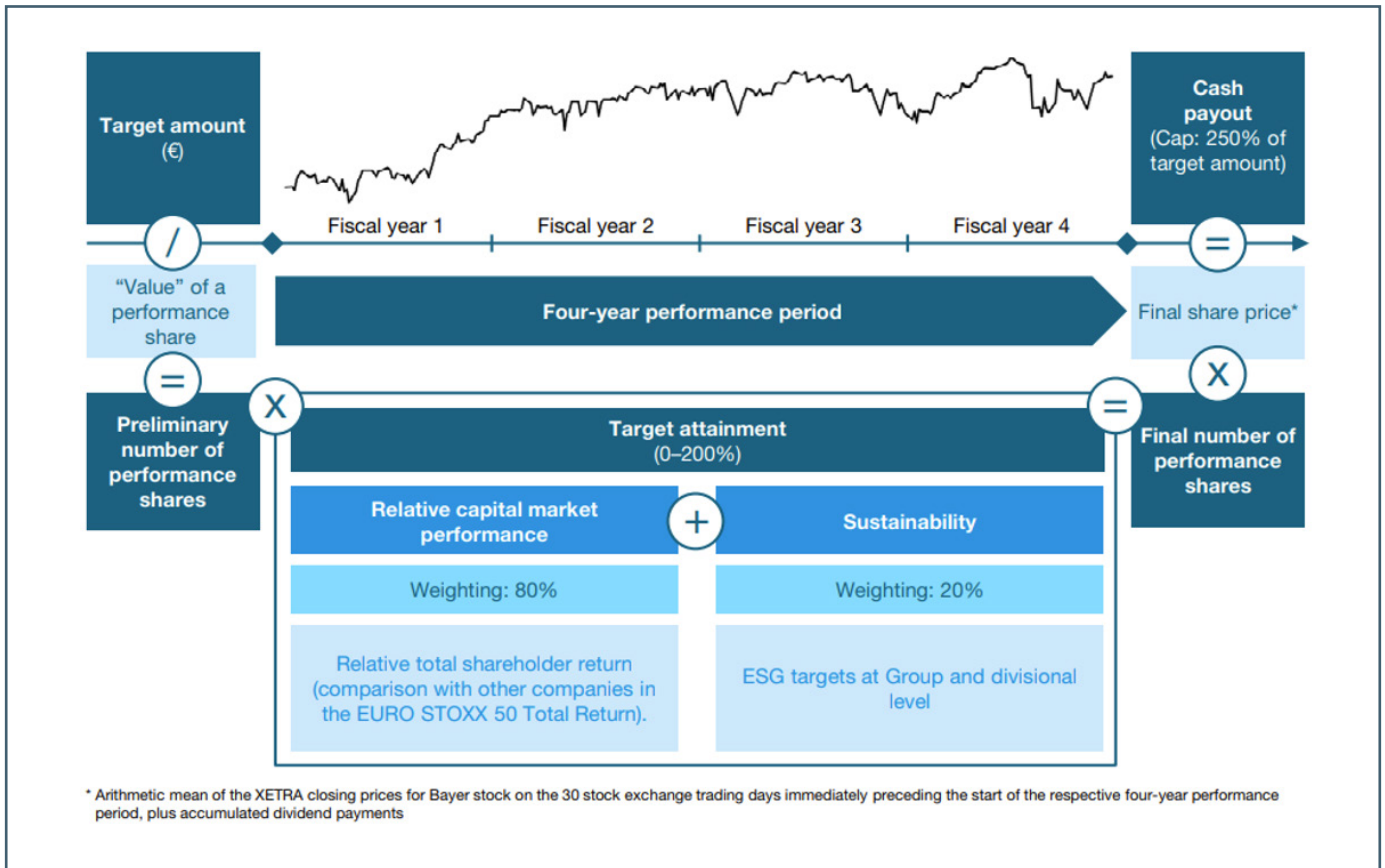 Target amount
(€)
Cash
payout
(Cap: 250% of
target amount)
Fiscal year 1
Fiscal year 2
Fiscal year 3
Fiscal year 4
/
=
“Value” of a
performance
share
Four-year performance period
Final share price*
=
X
Preliminary
number of
performance
shares
X
Target attainment
(0–200%)
=
Final number of
performance
shares
Relative capital market
performance
+
Sustainability
Weighting: 80%
Weighting: 20%
Relative total shareholder return
(comparison with other companies in
the EURO STOXX 50 Total Return).
ESG targets at Group and divisional
level
* Arithmetic mean of the XETRA closing prices for Bayer stock on the 30 stock exchange trading days immediately preceding the start of the respective four-year performance
period, plus accumulated dividend payments